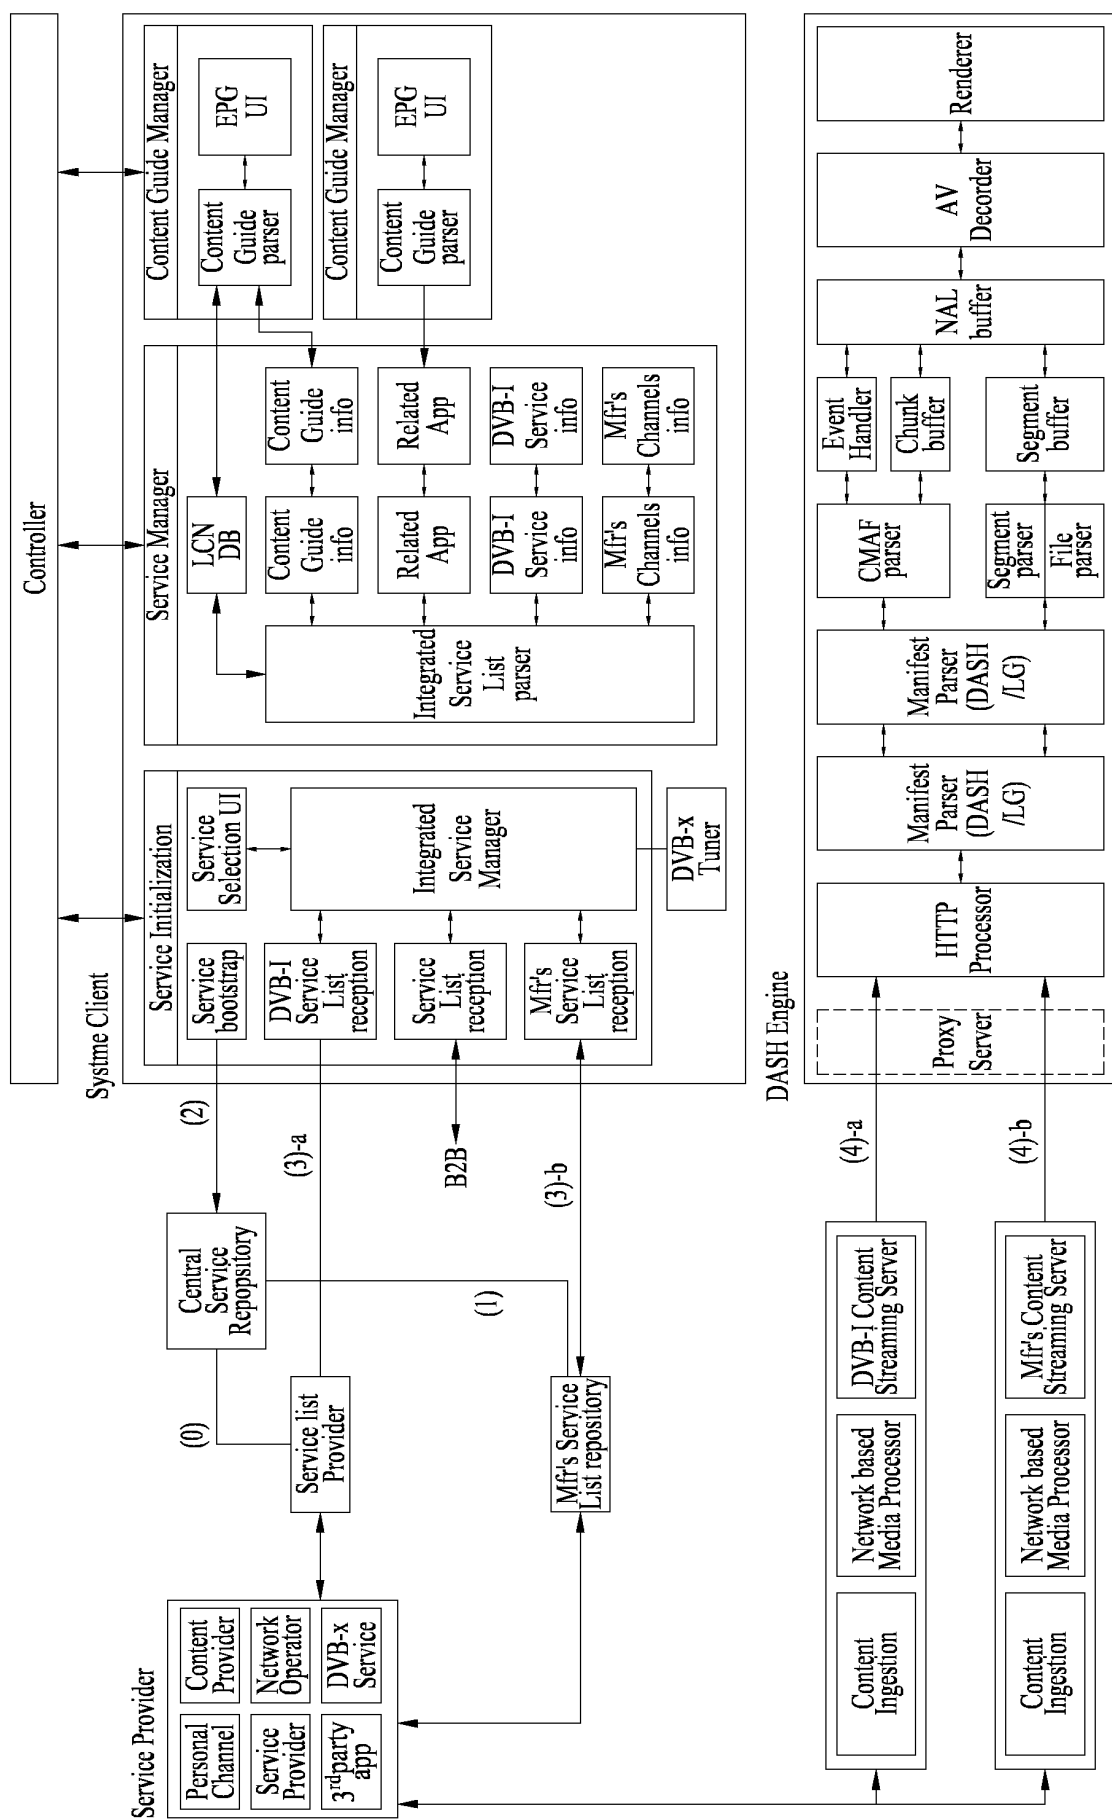 Controller
Systme Client
Service Initialization
Service
bootstrap
Service
Selection UI
DVB-I
Service
List
reception
Service
List
reception
Mfr's
Service
List
reception
Integrated
Service
Manager
DVB-x
Tuner
Service Manager
LCN
DB
Integrated
Service
List
parser
Content
Guide
info
Related
App
DVB-I
Service
info
Mfr's
Channels
info
Content
Guide
info
Related
App
DVB-I
Service
info
Mfr's
Channels
info
Content Guide Manager
Content
Guide
parser
EPG
UI
Content Guide Manager
Content
Guide
parser
EPG
UI
Service Provider
Personal
Channel
Content
Provider
Service
Provider
Network
Operator
3rdparty
app
DVB-x
Service
Service list
Provider
Central
Service
Repopsitory
Mfr's Service
List repository
(0)
(1)
(2)
(3)-a
B2B
(3)-b
(4)-a
(4)-b
Content
Ingestion
Network based
Media Processor
DVB-I Content
Streaming Server
Content
Ingestion
Network based
Media Processor
Mfr's Content
Streaming Server
DASH Engine
Proxy
Server
HTTP
Processor
Manifest
Parser
(DASH
/LG)
Manifest
Parser
(DASH
/LG)
CMAF
parser
Segment
parser
File
parser
Event
Handler
Chunk
buffer
Segment
buffer
NAL
buffer
AV
Decorder
Renderer